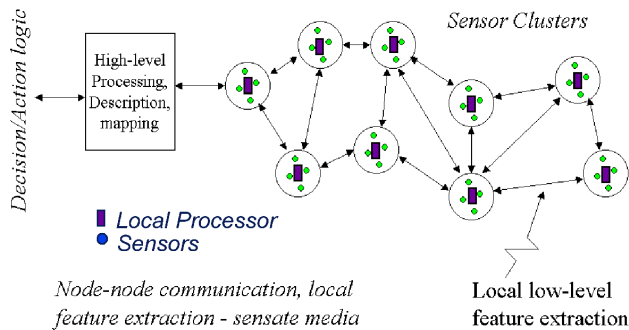 Sensor Clusters
Decision/Action logic
High-level
Processing,
Description,
mapping
Local Processor
Sensors
Node-node communication, local
feature extraction - sensate media
Local low-level
feature extraction